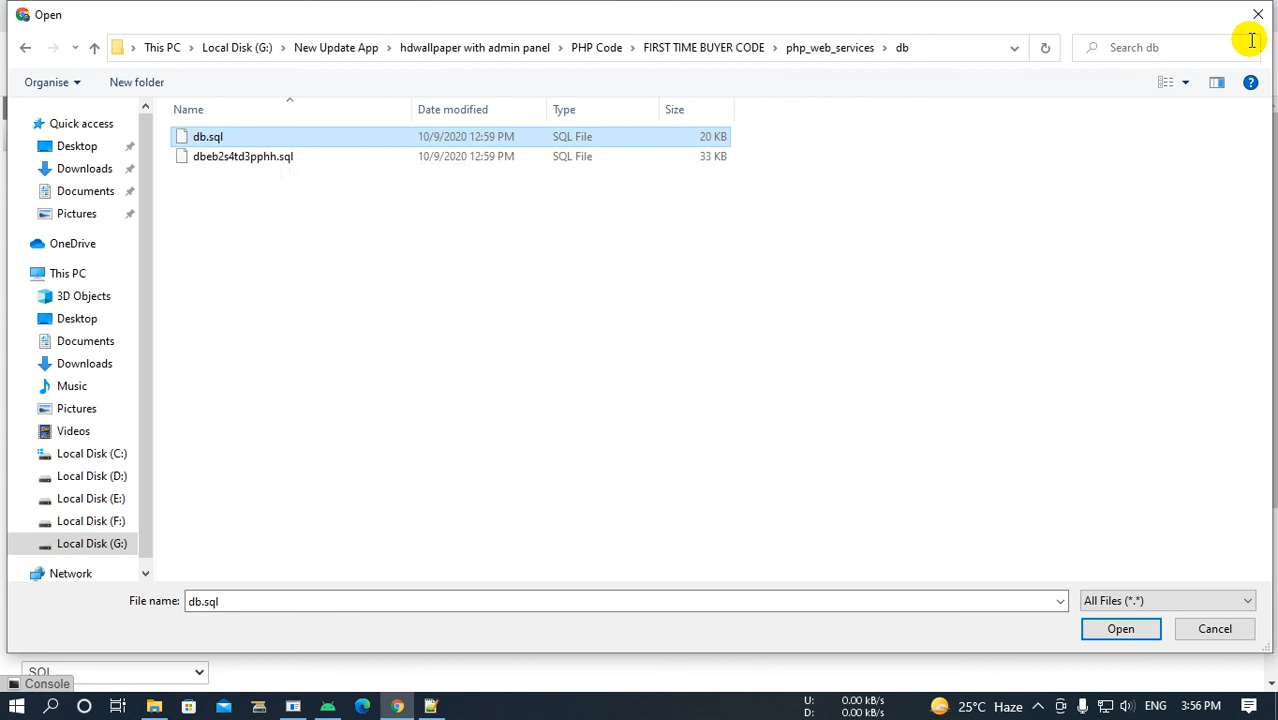 Open
This PC
Local Disk (G:)
New Update App
hdwallpaper with admin panel
PHP Code
FIRST TIME BUYER CODE
php_web_services
db
Search db
Organise
New folder
Name
Date modified
Type
Size
Quick access
Desktop
Downloads
Documents
Pictures
OneDrive
This PC
3D Objects
Desktop
Documents
Downloads
Music
Pictures
Videos
Local Disk (C:)
Local Disk (D:)
Local Disk (E:)
Local Disk (F:)
Local Disk (G:)
Network
db.sql 10/9/2020 12:59 PM SQL File 20 KB
dbeb2s4td3pphh.sql 10/9/2020 12:59 PM SQL File 33 KB
File name: db.sql
All Files (*.*)
Open
Cancel
SQL
Console
U: 0.00 kB/s
D: 0.00 kB/s
25°C Haze
ENG
3:56 PM